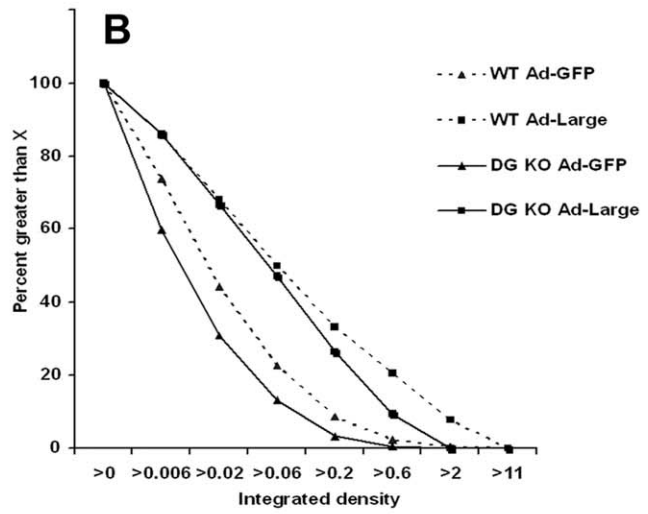 B
WT Ad-GFP
WT Ad-Large
DG KO Ad-GFP
DG KO Ad-Large
Percent greater than X
100
80
60
40
20
0
>0 >0.006 >0.02 >0.06 >0.2 >0.6 >2 >11
Integrated density